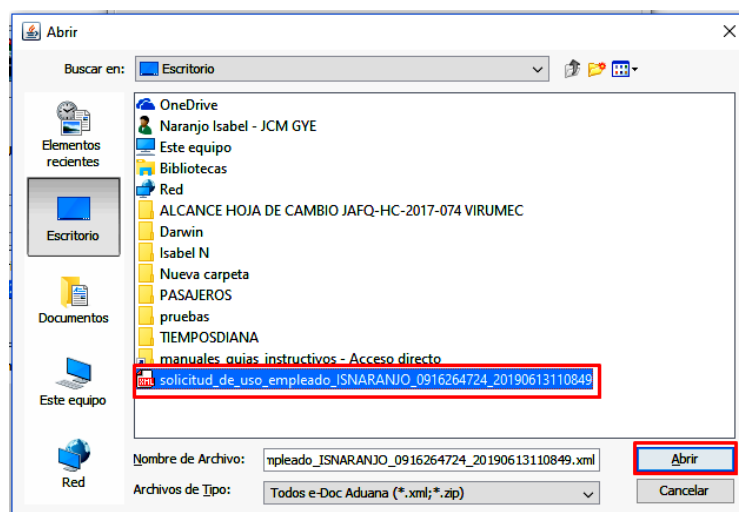 Abrir
Buscar en:
Escritorio
Elementos recientes
Escritorio
Documentos
Este equipo
Red
OneDrive
Naranjo Isabel - JCM GYE
Este equipo
Bibliotecas
Red
ALCANCE HOJA DE CAMBIO JAFQ-HC-2017-074 VIRUMEC
Darwin
Isabel N
Nueva carpeta
PASAJEROS
pruebas
TIEMPOSDIANA
manuales_guias_instructivos - Acceso directo
solicitud_de_uso_empleado_ISNARANJO_0916264724_20190613110849
Nombre de Archivo:
mpleado_ISNARANJO_0916264724_20190613110849.xml
Abrir
Archivos de Tipo:
Todos e-Doc Aduana (*.xml;*.zip)
Cancelar